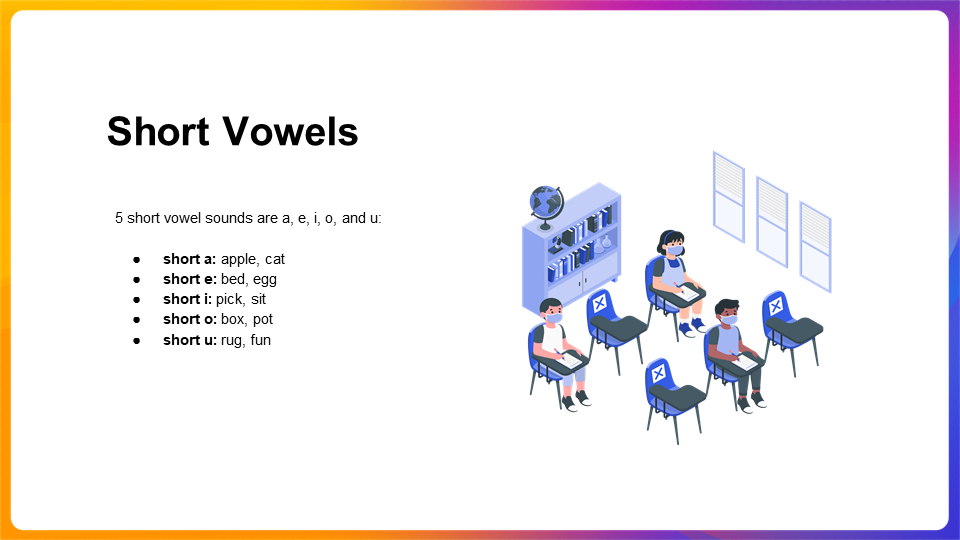 Short Vowels
5 short vowel sounds are a, e, i, o, and u:
● short a: apple, cat
● short e: bed, egg
● short i: pick, sit
● short o: box, pot
● short u: rug, fun